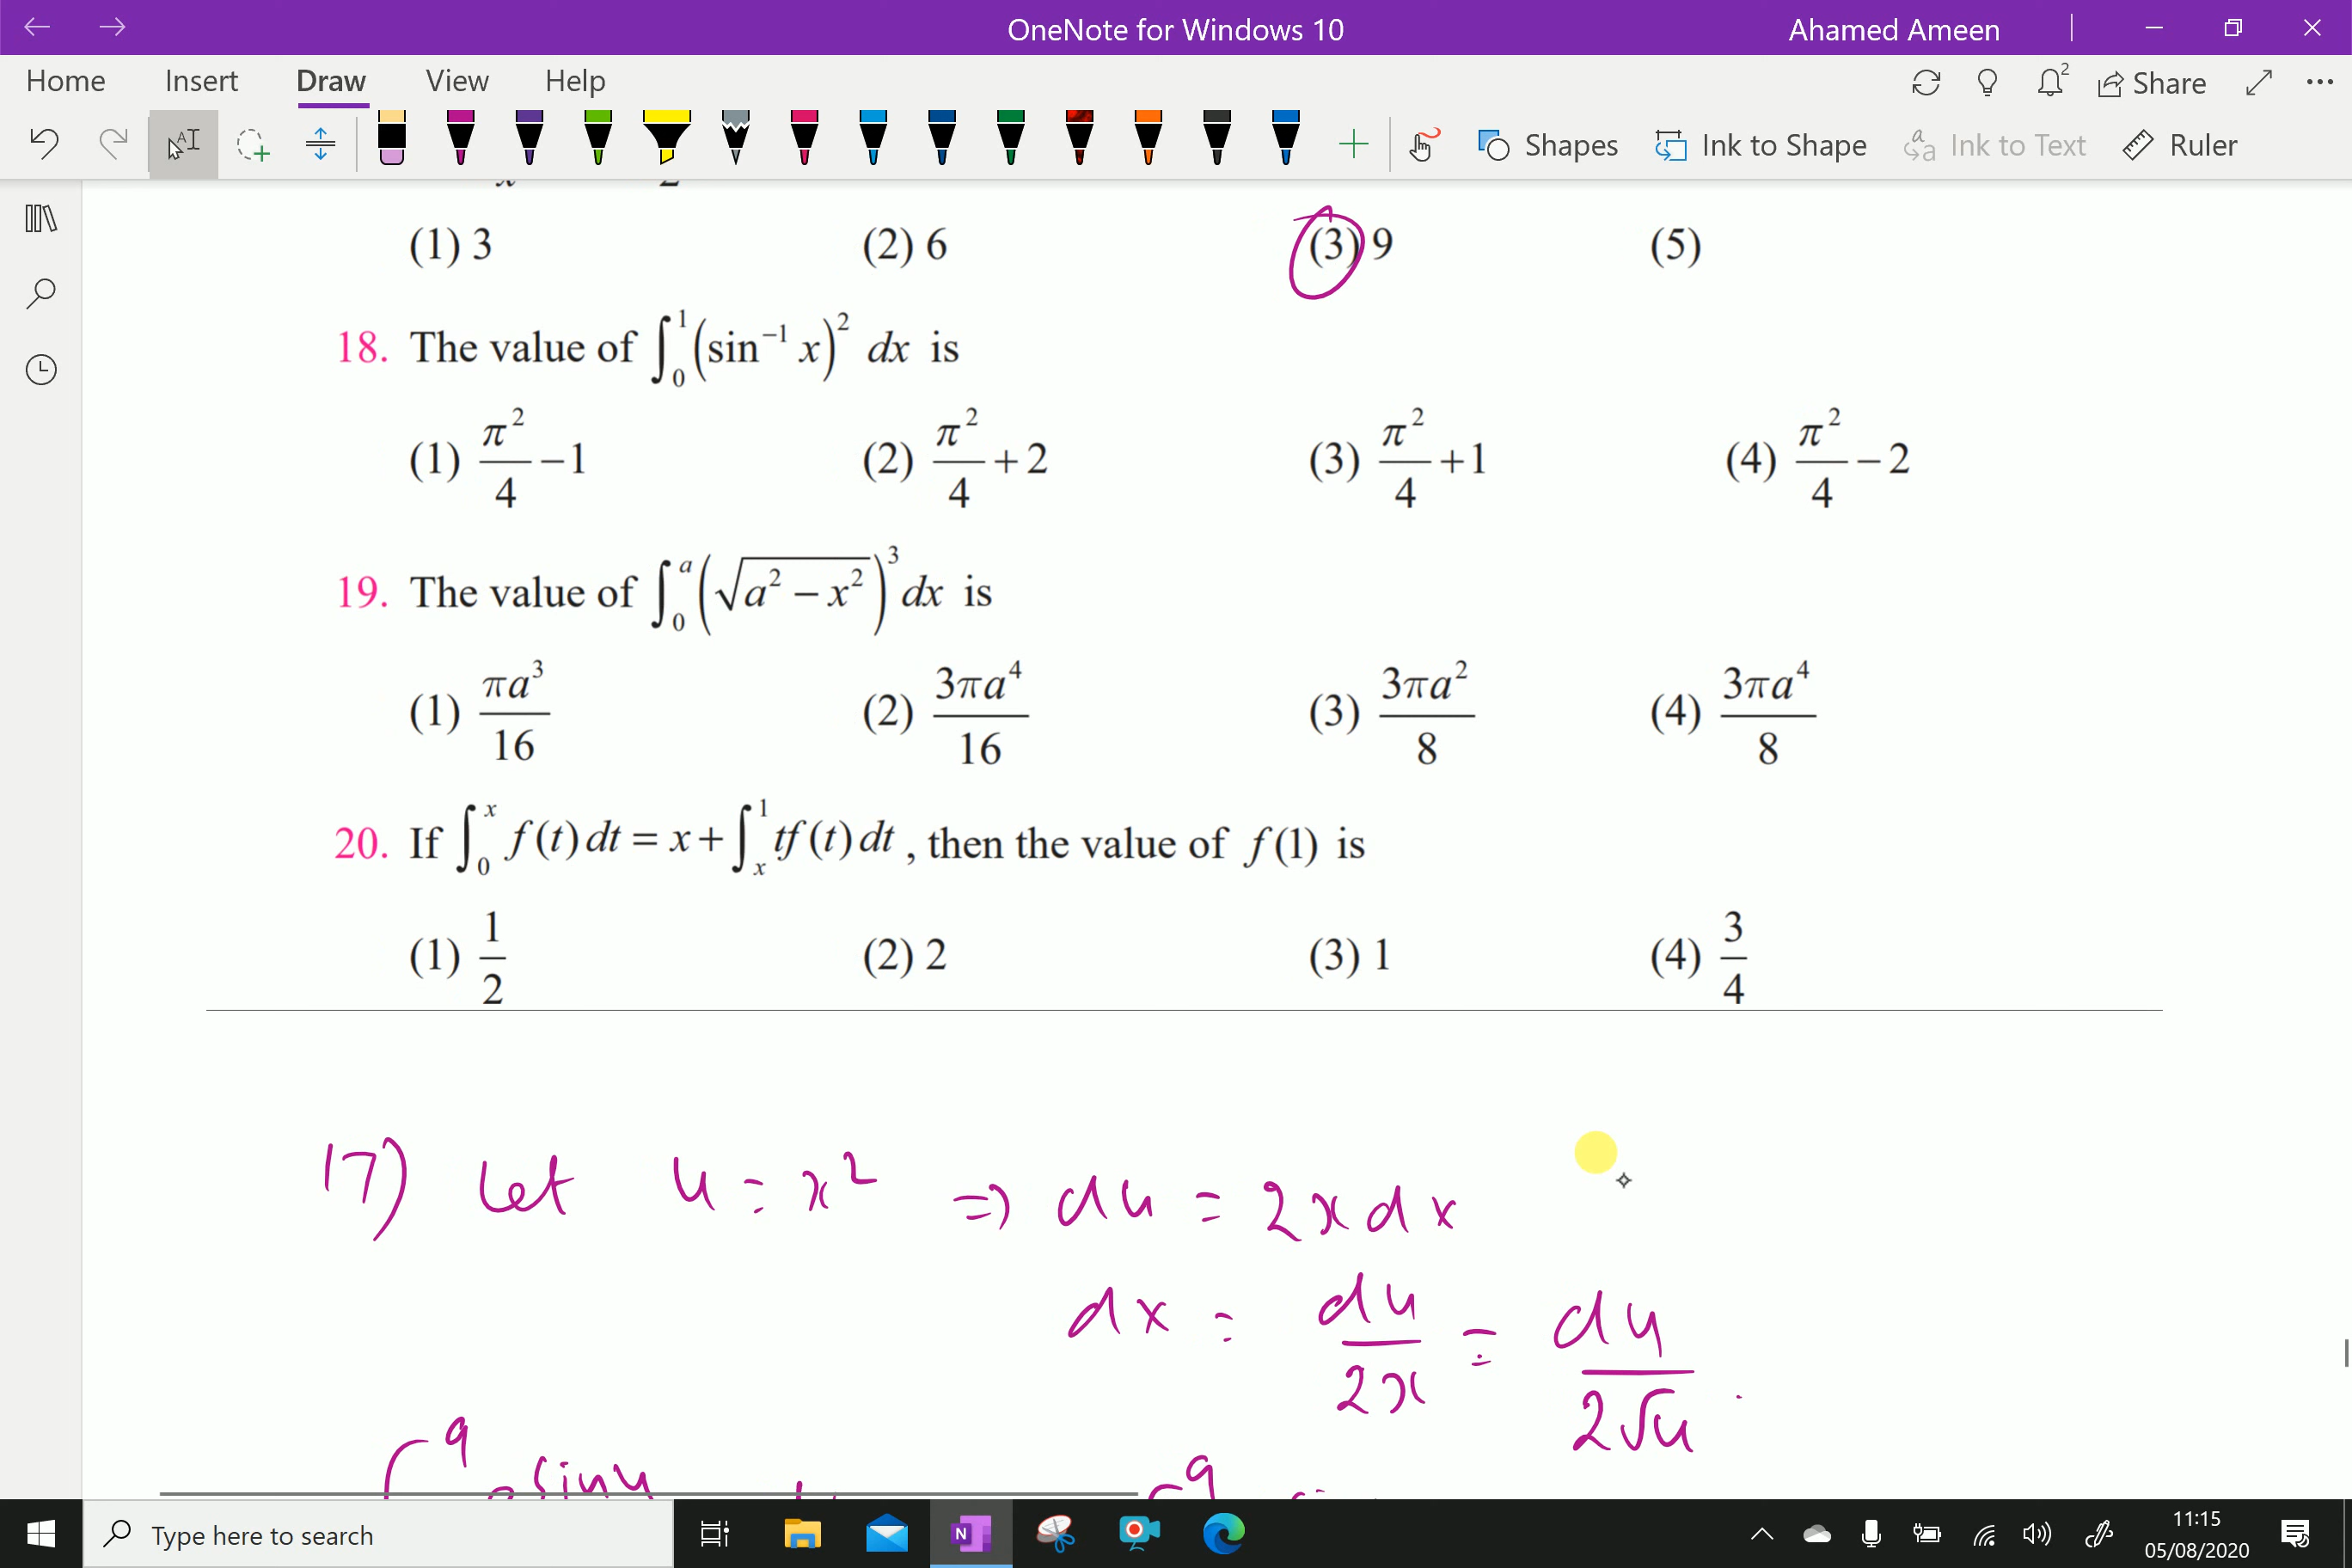 OneNote for Windows 10
Ahamed Ameen
Home Insert Draw View Help
2 Share
Shapes Ink to Shape Ink to Text Ruler
(1) 3 (2) 6 (3) 9 (5)
18. The value of ∫₀¹ (sin⁻¹ x)² dx is
(1) π²/4 − 1 (2) π²/4 + 2 (3) π²/4 + 1 (4) π²/4 − 2
19. The value of ∫₀ᵃ (√(a² − x²))³ dx is
(1) πa³/16 (2) 3πa⁴/16 (3) 3πa²/8 (4) 3πa⁴/8
20. If ∫₀ˣ f(t) dt = x + ∫ₓ¹ tf(t) dt , then the value of f(1) is
(1) 1/2 (2) 2 (3) 1 (4) 3/4
17) Let u = x² ⇒ du = 2x dx
dx = du/2x = du/2√u .
Type here to search
11:15
05/08/2020